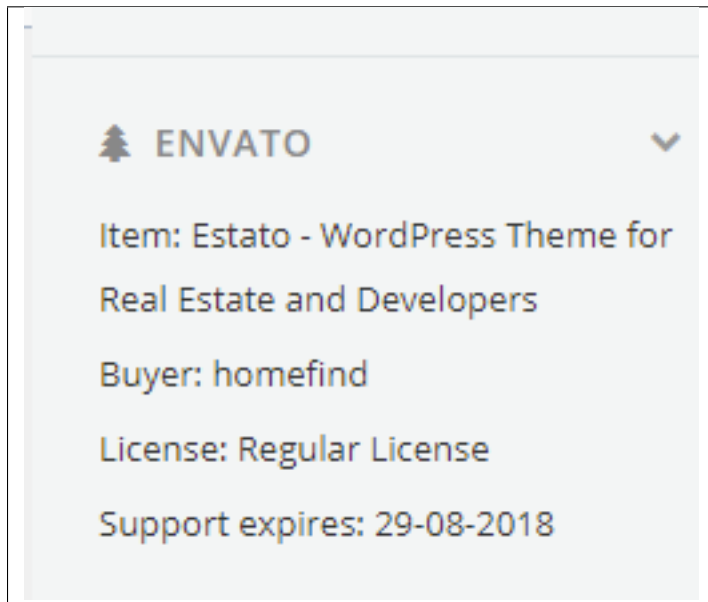 ENVATO
Item: Estato - WordPress Theme for
Real Estate and Developers
Buyer: homefind
License: Regular License
Support expires: 29-08-2018